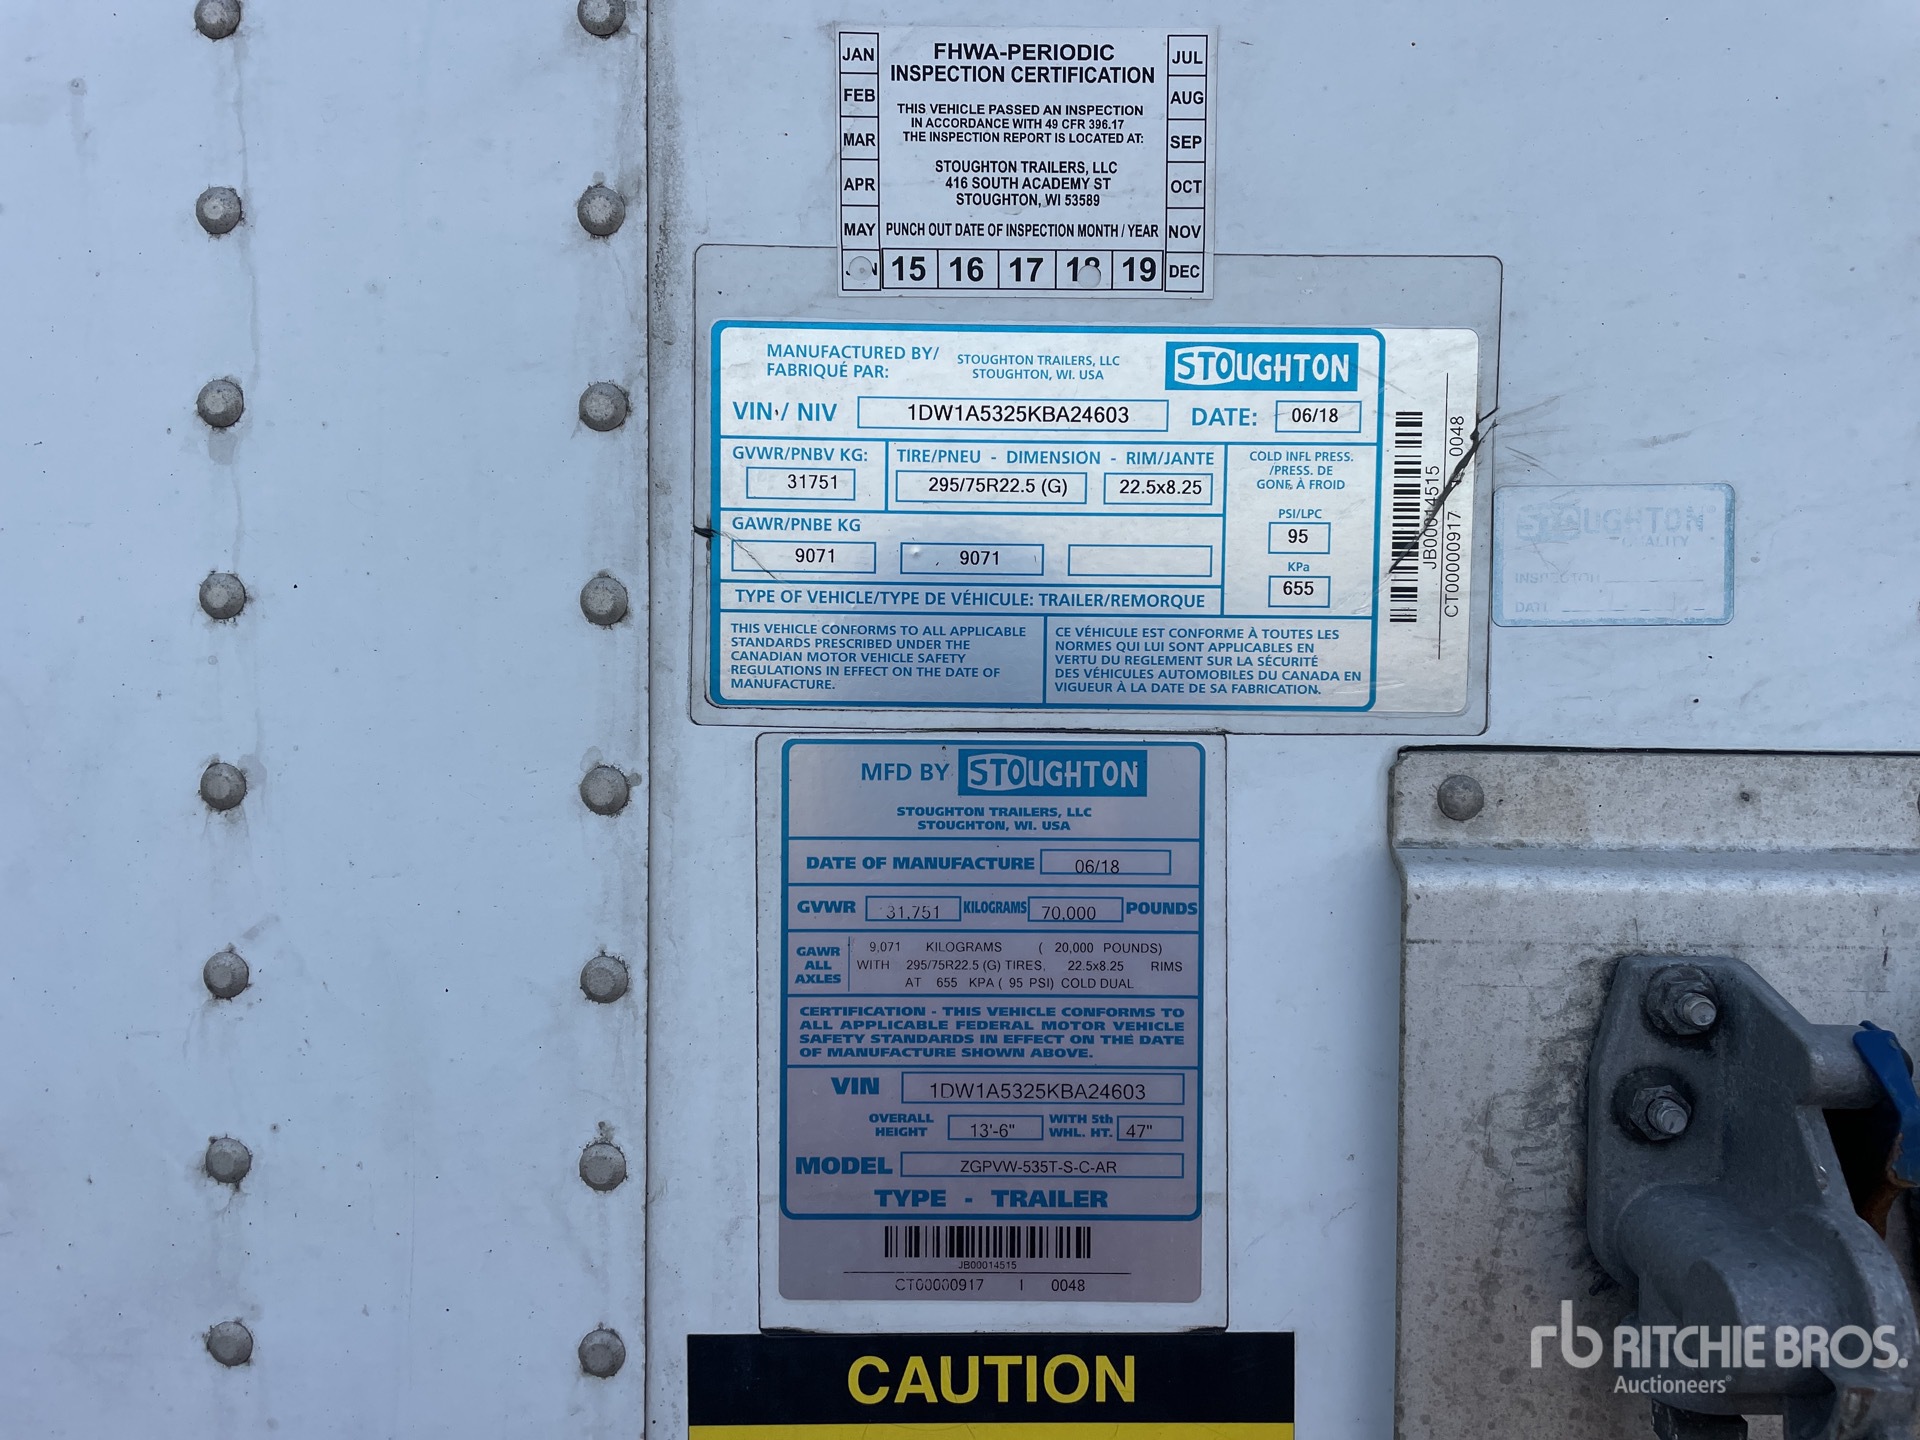 JAN
FEB
MAR
APR
MAY
FHWA-PERIODIC
INSPECTION CERTIFICATION
THIS VEHICLE PASSED AN INSPECTION
IN ACCORDANCE WITH 49 CFR 396.17
THE INSPECTION REPORT IS LOCATED AT:
STOUGHTON TRAILERS, LLC
416 SOUTH ACADEMY ST
STOUGHTON, WI 53589
PUNCH OUT DATE OF INSPECTION MONTH / YEAR
15 16 17 18 19
JUL
AUG
SEP
OCT
NOV
DEC
MANUFACTURED BY/
FABRIQUÉ PAR:
STOUGHTON TRAILERS, LLC
STOUGHTON, WI. USA
STOUGHTON
VIN / NIV 1DW1A5325KBA24603 DATE: 06/18
GVWR/PNBV KG:
31751
TIRE/PNEU - DIMENSION - RIM/JANTE
295/75R22.5 (G) 22.5x8.25
COLD INFL PRESS.
/PRESS. DE
GONF. À FROID
PSI/LPC
95
KPa
655
GAWR/PNBE KG
9071 9071
TYPE OF VEHICLE/TYPE DE VÉHICULE: TRAILER/REMORQUE
THIS VEHICLE CONFORMS TO ALL APPLICABLE
STANDARDS PRESCRIBED UNDER THE
CANADIAN MOTOR VEHICLE SAFETY
REGULATIONS IN EFFECT ON THE DATE OF
MANUFACTURE.
CE VÉHICULE EST CONFORME À TOUTES LES
NORMES QUI LUI SONT APPLICABLES EN
VERTU DU REGLEMENT SUR LA SÉCURITÉ
DES VÉHICULES AUTOMOBILES DU CANADA EN
VIGUEUR À LA DATE DE SA FABRICATION.
JB00014515
CT00000917 I 0048
STOUGHTON
QUALITY
INSPECTOR
DATE
MFD BY STOUGHTON
STOUGHTON TRAILERS, LLC
STOUGHTON, WI. USA
DATE OF MANUFACTURE 06/18
GVWR 31,751 KILOGRAMS 70,000 POUNDS
GAWR
ALL
AXLES
9,071 KILOGRAMS ( 20,000 POUNDS)
WITH 295/75R22.5 (G) TIRES, 22.5x8.25 RIMS
AT 655 KPA ( 95 PSI) COLD DUAL
CERTIFICATION - THIS VEHICLE CONFORMS TO
ALL APPLICABLE FEDERAL MOTOR VEHICLE
SAFETY STANDARDS IN EFFECT ON THE DATE
OF MANUFACTURE SHOWN ABOVE.
VIN 1DW1A5325KBA24603
OVERALL
HEIGHT 13'-6"
WITH 5th
WHL. HT. 47"
MODEL ZGPVW-535T-S-C-AR
TYPE - TRAILER
JB00014515
CT00000917 I 0048
CAUTION
rb RITCHIE BROS.
Auctioneers